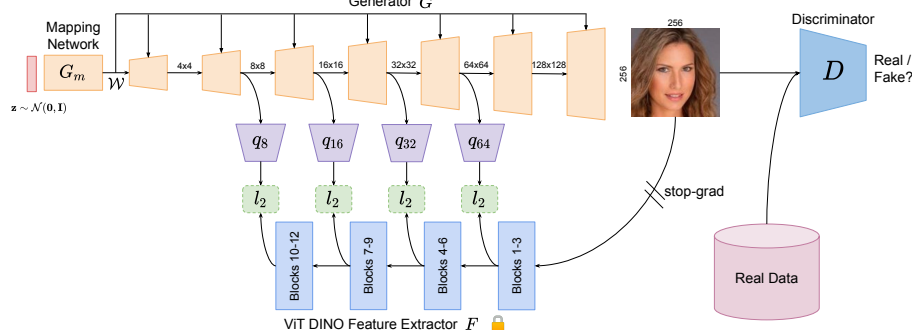 Generator G
Mapping
Network
G_m
𝒲
z ∼ 𝒩(0, I)
4x4
8x8
16x16
32x32
64x64
128x128
256
256
Discriminator
D
Real /
Fake?
q_8
q_16
q_32
q_64
l_2
l_2
l_2
l_2
stop-grad
Blocks 10-12
Blocks 7-9
Blocks 4-6
Blocks 1-3
Real Data
ViT DINO Feature Extractor F